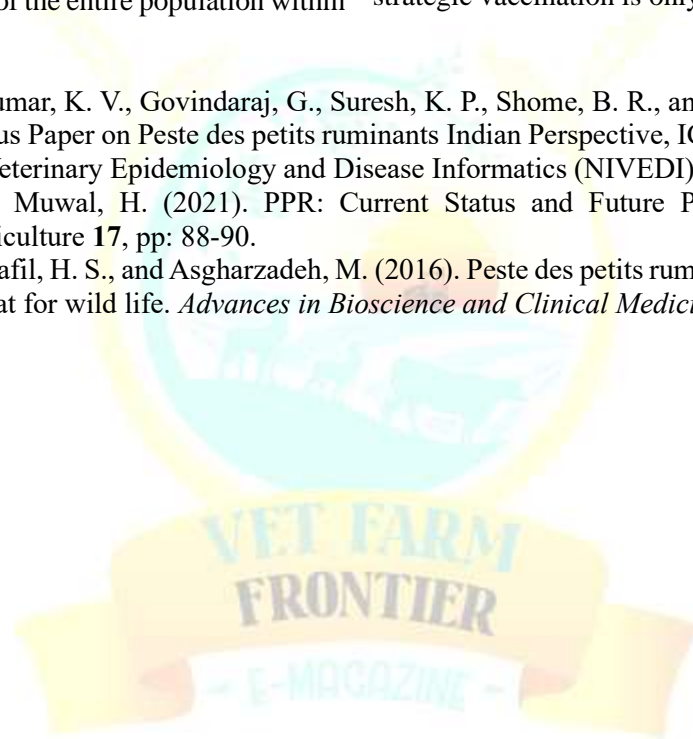 of the entire population within
strategic vaccination is only
umar, K. V., Govindaraj, G., Suresh, K. P., Shome, B. R., an
us Paper on Peste des petits ruminants Indian Perspective, IC
eterinary Epidemiology and Disease Informatics (NIVEDI)
Muwal, H. (2021). PPR: Current Status and Future P
iculture 17, pp: 88-90.
afil, H. S., and Asgharzadeh, M. (2016). Peste des petits rum
at for wild life. Advances in Bioscience and Clinical Medici
VET FARM
FRONTIER
- E-MAGAZINE -